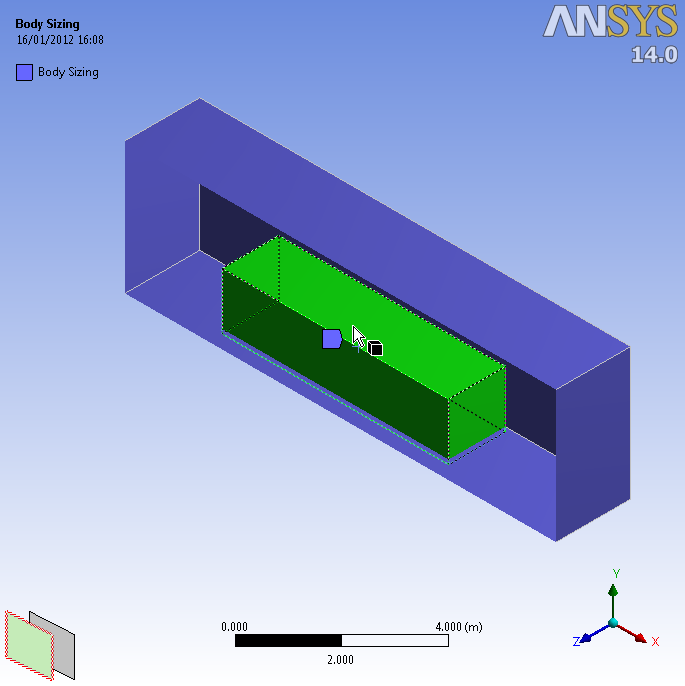 Body Sizing
16/01/2012 16:08
Body Sizing
ANSYS
14.0
Y
Z
X
0.000
4.000 (m)
2.000